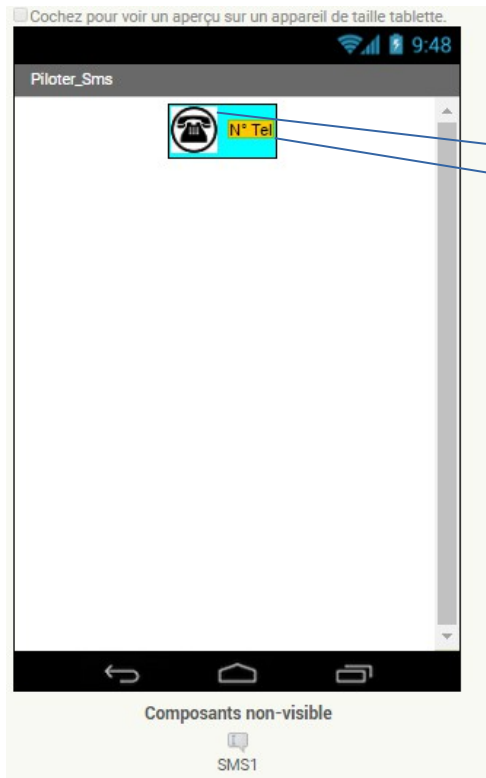 Cochez pour voir un aperçu sur un appareil de taille tablette.
9:48
Piloter_Sms
N° Tel
Composants non-visible
SMS1